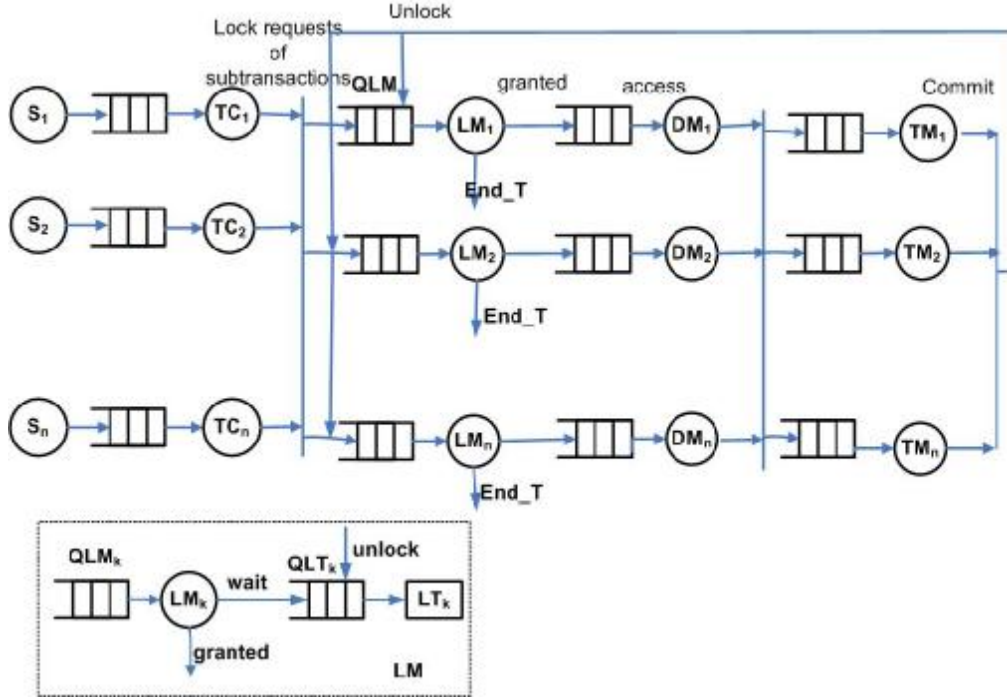 Unlock
Lock requests
of
subtransactions
QLM
granted
access
Commit
S1
TC1
LM1
DM1
TM1
End_T
S2
TC2
LM2
DM2
TM2
End_T
Sn
TCn
LMn
DMn
TMn
End_T
QLMk
LMk
wait
QLTk
unlock
LTk
granted
LM